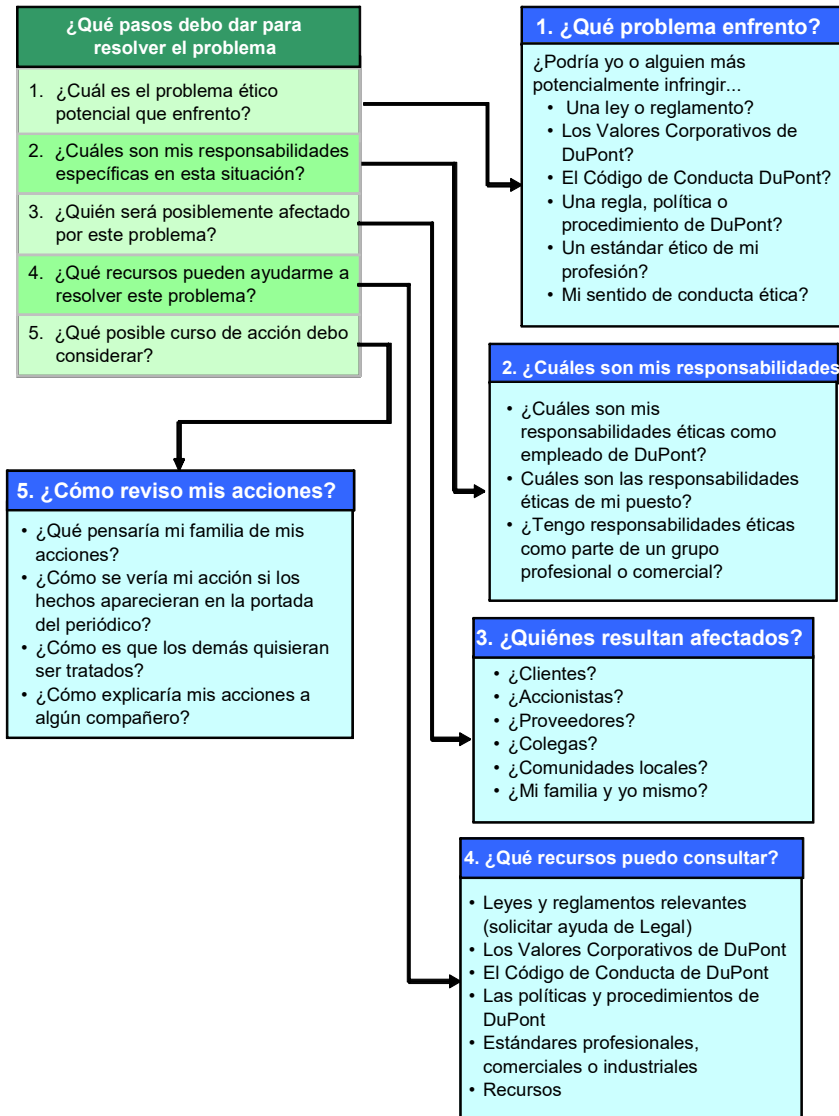 ¿Qué pasos debo dar para
resolver el problema
1. ¿Cuál es el problema ético
potencial que enfrento?
2. ¿Cuáles son mis responsabilidades
específicas en esta situación?
3. ¿Quién será posiblemente afectado
por este problema?
4. ¿Qué recursos pueden ayudarme a
resolver este problema?
5. ¿Qué posible curso de acción debo
considerar?
1. ¿Qué problema enfrento?
¿Podría yo o alguien más
potencialmente infringir...
• Una ley o reglamento?
• Los Valores Corporativos de
DuPont?
• El Código de Conducta DuPont?
• Una regla, política o
procedimiento de DuPont?
• Un estándar ético de mi
profesión?
• Mi sentido de conducta ética?
2. ¿Cuáles son mis responsabilidades
• ¿Cuáles son mis
responsabilidades éticas como
empleado de DuPont?
• Cuáles son las responsabilidades
éticas de mi puesto?
• ¿Tengo responsabilidades éticas
como parte de un grupo
profesional o comercial?
3. ¿Quiénes resultan afectados?
• ¿Clientes?
• ¿Accionistas?
• ¿Proveedores?
• ¿Colegas?
• ¿Comunidades locales?
• ¿Mi familia y yo mismo?
4. ¿Qué recursos puedo consultar?
• Leyes y reglamentos relevantes
(solicitar ayuda de Legal)
• Los Valores Corporativos de DuPont
• El Código de Conducta de DuPont
• Las políticas y procedimientos de
DuPont
• Estándares profesionales,
comerciales o industriales
• Recursos
5. ¿Cómo reviso mis acciones?
• ¿Qué pensaría mi familia de mis
acciones?
• ¿Cómo se vería mi acción si los
hechos aparecieran en la portada
del periódico?
• ¿Cómo es que los demás quisieran
ser tratados?
• ¿Cómo explicaría mis acciones a
algún compañero?